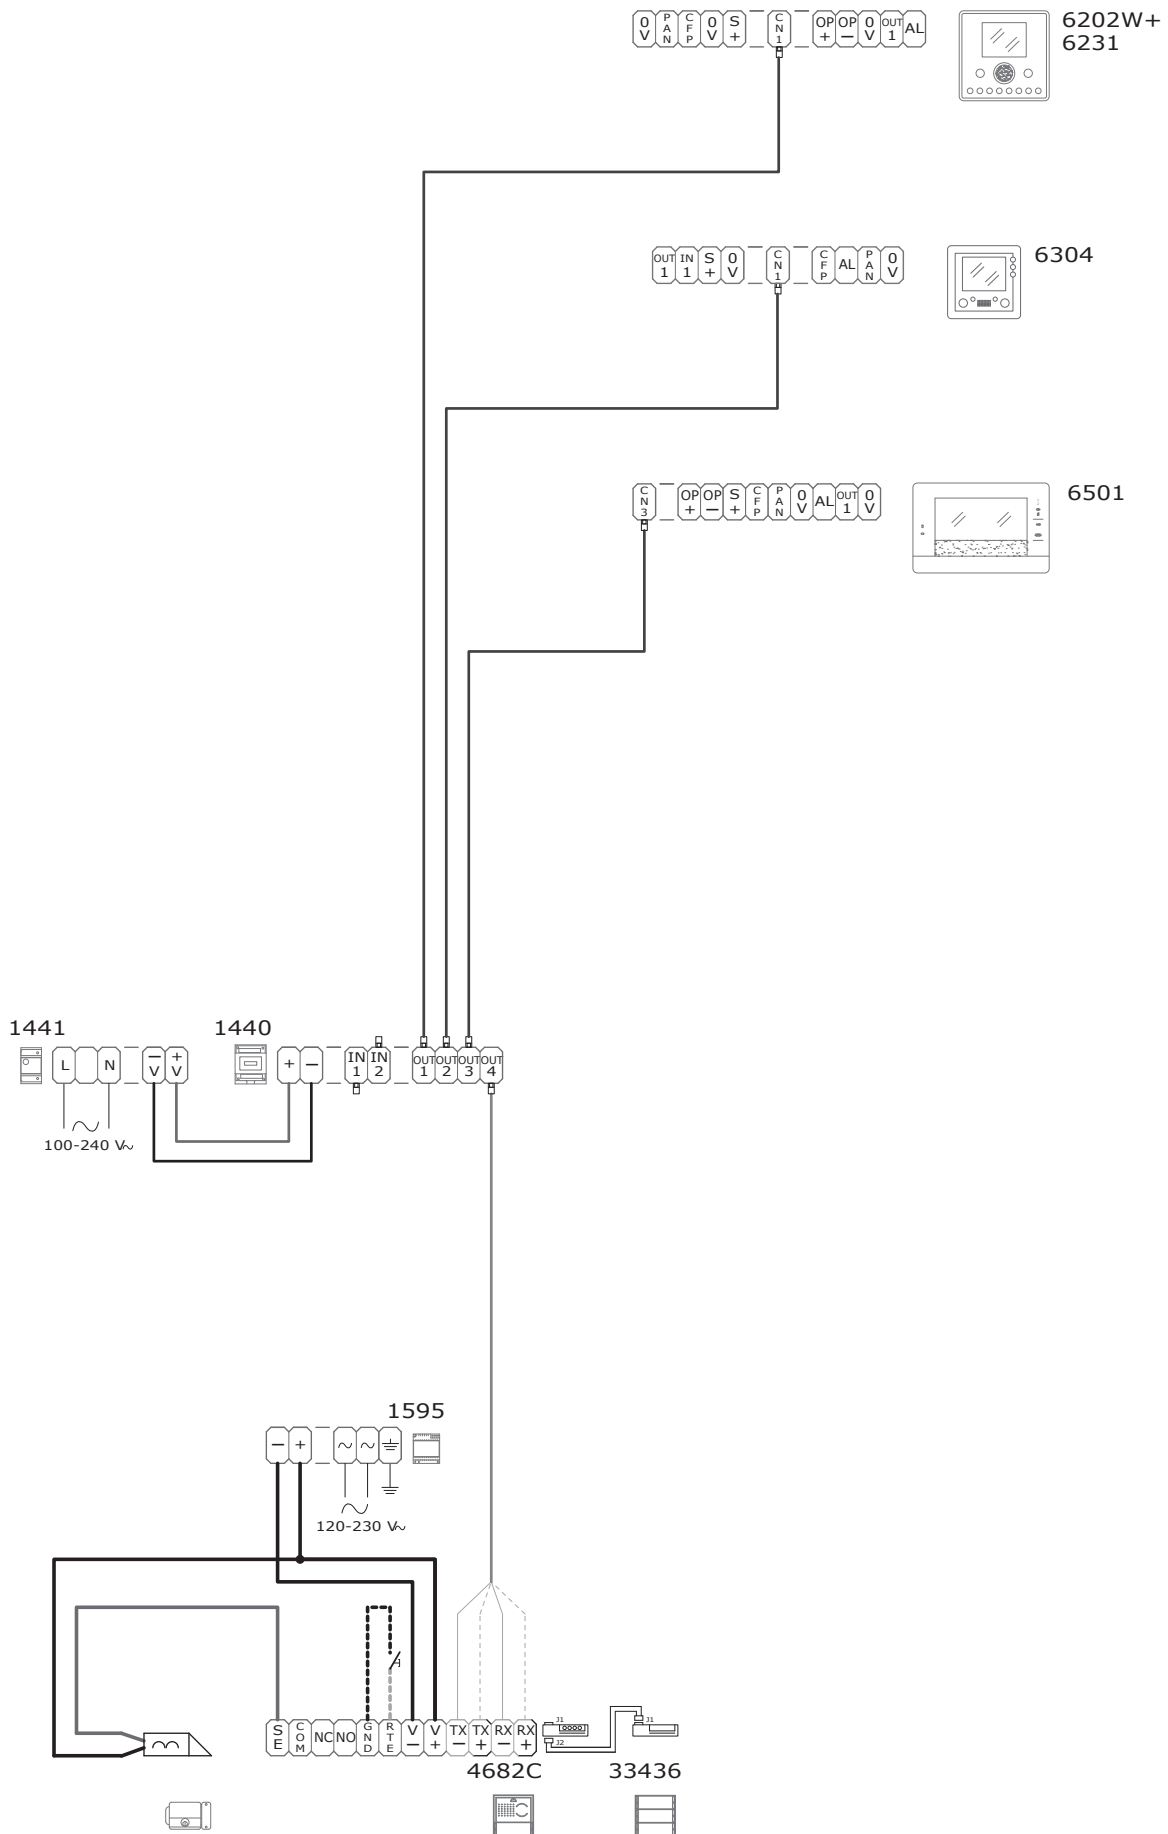 0V PAN CFP 0V S+ CN1 OP+ OP− 0V OUT1 AL
6202W+
6231
OUT1 IN1 S+ 0V CN1 CFP AL PAN 0V
6304
CN3 OP+ OP− S+ CFP PAN 0V AL OUT1 0V
6501
1441
1440
L N −V +V + − IN1 IN2 OUT1 OUT2 OUT3 OUT4
100-240 V~
1595
− + ~ ~
120-230 V~
SE COM NC NO GND RTE V− V+ TX− TX+ RX− RX+
J1
J2
J1
4682C
33436